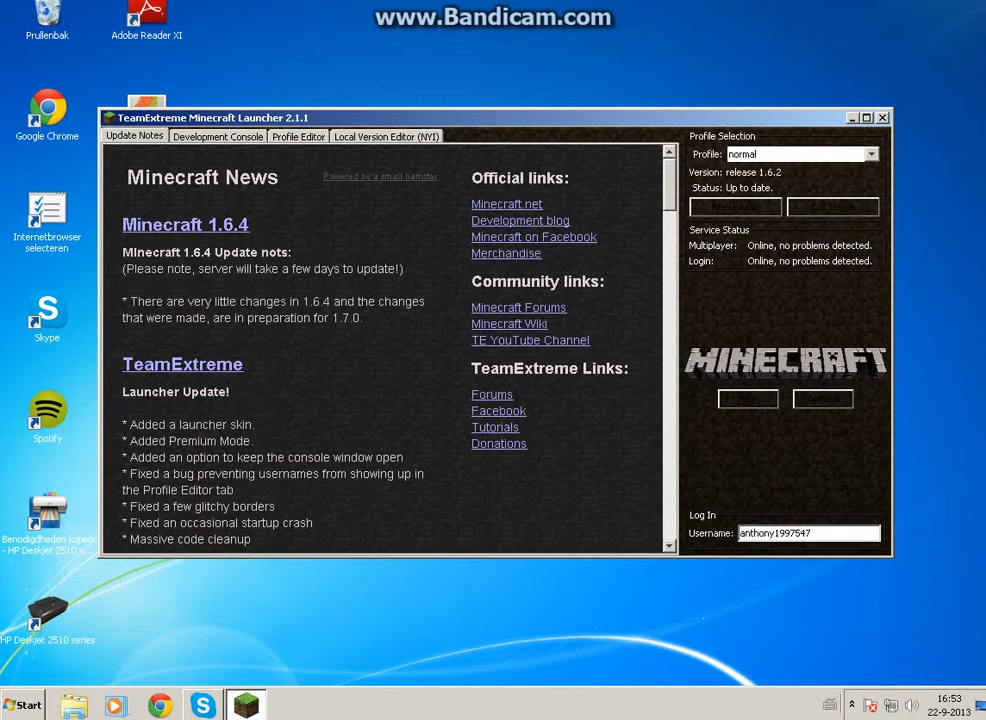 www.Bandicam.com
Prullenbak
Adobe Reader XI
Google Chrome
Internetbrowser
selecteren
Skype
Spotify
Benodigdheden kopen
- HP Deskjet 2510 s...
HP Deskjet 2510 series
TeamExtreme Minecraft Launcher 2.1.1
Update Notes
Development Console
Profile Editor
Local Version Editor (NYI)
Minecraft News
Powered by a small hamster
Minecraft 1.6.4
MInecraft 1.6.4 Update nots:
(Please note, server will take a few days to update!)
* There are very little changes in 1.6.4 and the changes
that were made, are in preparation for 1.7.0.
TeamExtreme
Launcher Update!
* Added a launcher skin.
* Added Premium Mode.
* Added an option to keep the console window open
* Fixed a bug preventing usernames from showing up in
the Profile Editor tab
* Fixed a few glitchy borders
* Fixed an occasional startup crash
* Massive code cleanup
Official links:
Minecraft.net
Development blog
Minecraft on Facebook
Merchandise
Community links:
Minecraft Forums
Minecraft Wiki
TE YouTube Channel
TeamExtreme Links:
Forums
Facebook
Tutorials
Donations
Profile Selection
Profile: normal
Version: release 1.6.2
Status: Up to date.
Service Status
Multiplayer: Online, no problems detected.
Login: Online, no problems detected.
MINECRAFT
Play
Options
Log In
Username: anthony1997547
Start
16:53
22-9-2013